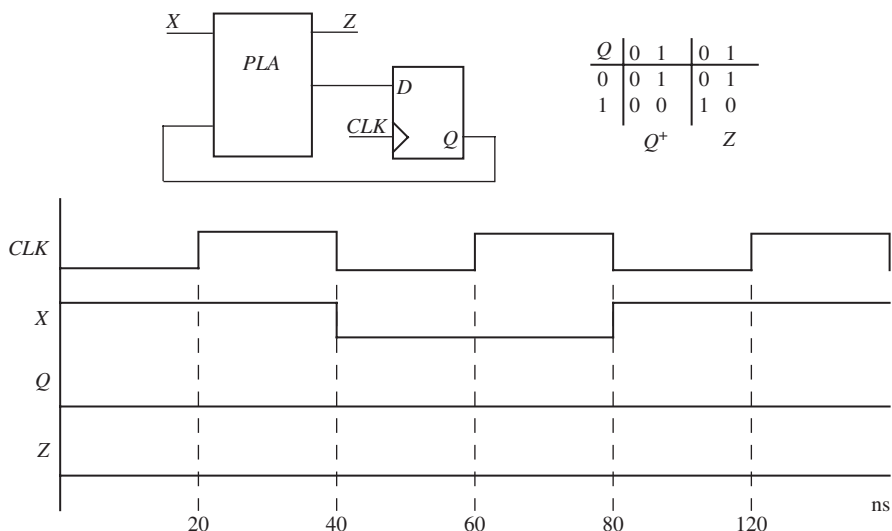 X
Z
PLA
D
CLK
Q
Q 0 1 0 1
0 0 1 0 1
1 0 0 1 0
Q+ Z
CLK
X
Q
Z
20 40 60 80 120 ns